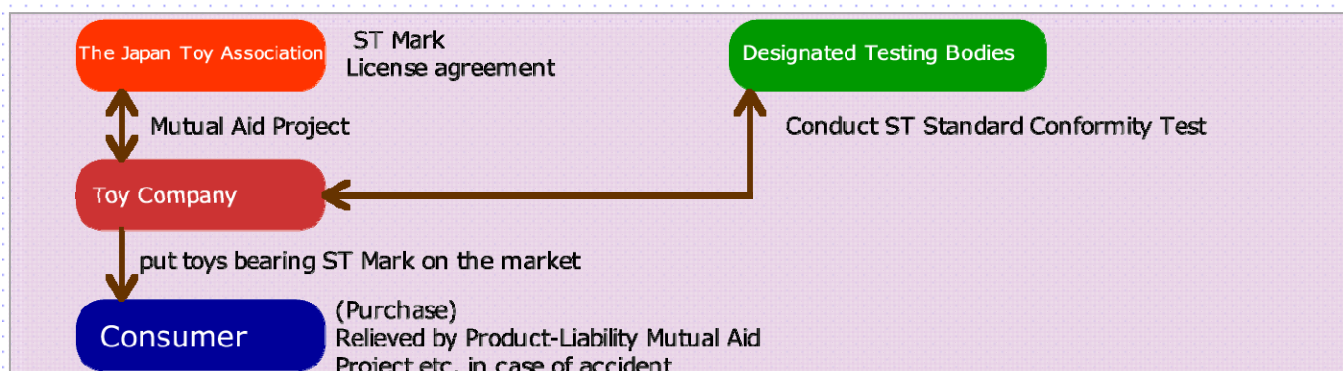 The Japan Toy Association
ST Mark
License agreement
Designated Testing Bodies
Mutual Aid Project
Conduct ST Standard Conformity Test
Toy Company
put toys bearing ST Mark on the market
Consumer
(Purchase)
Relieved by Product-Liability Mutual Aid
Project etc. in case of accident